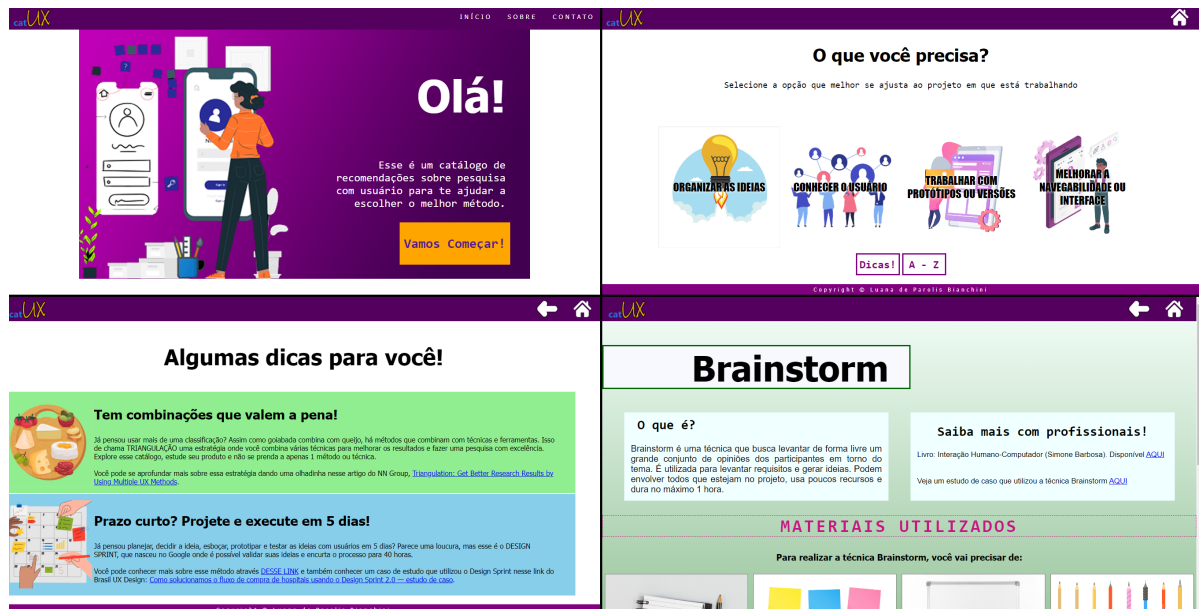 catUX
INÍCIO SOBRE CONTATO
Olá!
Esse é um catálogo de
recomendações sobre pesquisa
com usuário para te ajudar a
escolher o melhor método.
Vamos Começar!
catUX
O que você precisa?
Selecione a opção que melhor se ajusta ao projeto em que está trabalhando
ORGANIZAR AS IDEIAS
CONHECER O USUÁRIO
TRABALHAR COM
PROTÓTIPOS OU VERSÕES
MELHORAR A
NAVEGABILIDADE OU
INTERFACE
Dicas! A - Z
Copyright © Luana de Parolis Bianchini
catUX
Algumas dicas para você!
Tem combinações que valem a pena!
Já pensou usar mais de uma classificação? Assim como goiabada combina com queijo, há métodos que combinam com técnicas e ferramentas. Isso
de chama TRIANGULAÇÃO uma estratégia onde você combina várias técnicas para melhorar os resultados e fazer uma pesquisa com excelência.
Explore esse catálogo, estude seu produto e não se prenda a apenas 1 método ou técnica.
Você pode se aprofundar mais sobre essa estratégia dando uma olhadinha nesse artigo do NN Group, Triangulation: Get Better Research Results by
Using Multiple UX Methods.
Prazo curto? Projete e execute em 5 dias!
Já pensou planejar, decidir a ideia, esboçar, prototipar e testar as ideias com usuários em 5 dias? Parece uma loucura, mas esse é o DESIGN
SPRINT, que nasceu no Google onde é possível validar suas ideias e encurta o processo para 40 horas.
Você pode conhecer mais sobre esse método através DESSE LINK e também conhecer um caso de estudo que utilizou o Design Sprint nesse link do
Brasil UX Design: Como solucionamos o fluxo de compra de hospitais usando o Design Sprint 2.0 — estudo de caso.
catUX
Brainstorm
O que é?
Brainstorm é uma técnica que busca levantar de forma livre um
grande conjunto de opiniões dos participantes em torno do
tema. É utilizada para levantar requisitos e gerar ideias. Podem
envolver todos que estejam no projeto, usa poucos recursos e
dura no máximo 1 hora.
Saiba mais com profissionais!
Livro: Interação Humano-Computador (Simone Barbosa). Disponível AQUI
Veja um estudo de caso que utilizou a técnica Brainstorm AQUI
MATERIAIS UTILIZADOS
Para realizar a técnica Brainstorm, você vai precisar de: